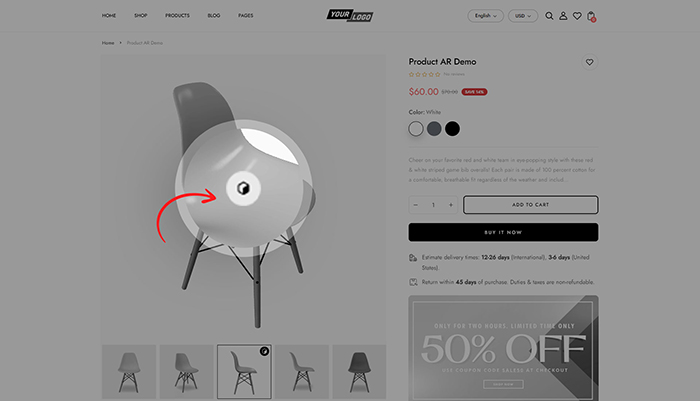 HOME SHOP PRODUCTS BLOG PAGES
YOUR LOGO
English USD
Home Product AR Demo
Product AR Demo
No reviews
$60.00 $70.00 SAVE 14%
Color: White
Cheer on your favorite red and white team in eye-popping style with these red
& white striped game bib overalls! Each pair is made of 100 percent cotton for
a comfortable, breathable fit regardless of the weather and includ...
− 1 + ADD TO CART
BUY IT NOW
Estimate delivery times: 12-26 days (International), 3-6 days (United
States).
Return within 45 days of purchase. Duties & taxes are non-refundable.
ONLY FOR TWO HOURS. LIMITED TIME ONLY
50% OFF
USE COUPON CODE SALE50 AT CHECKOUT